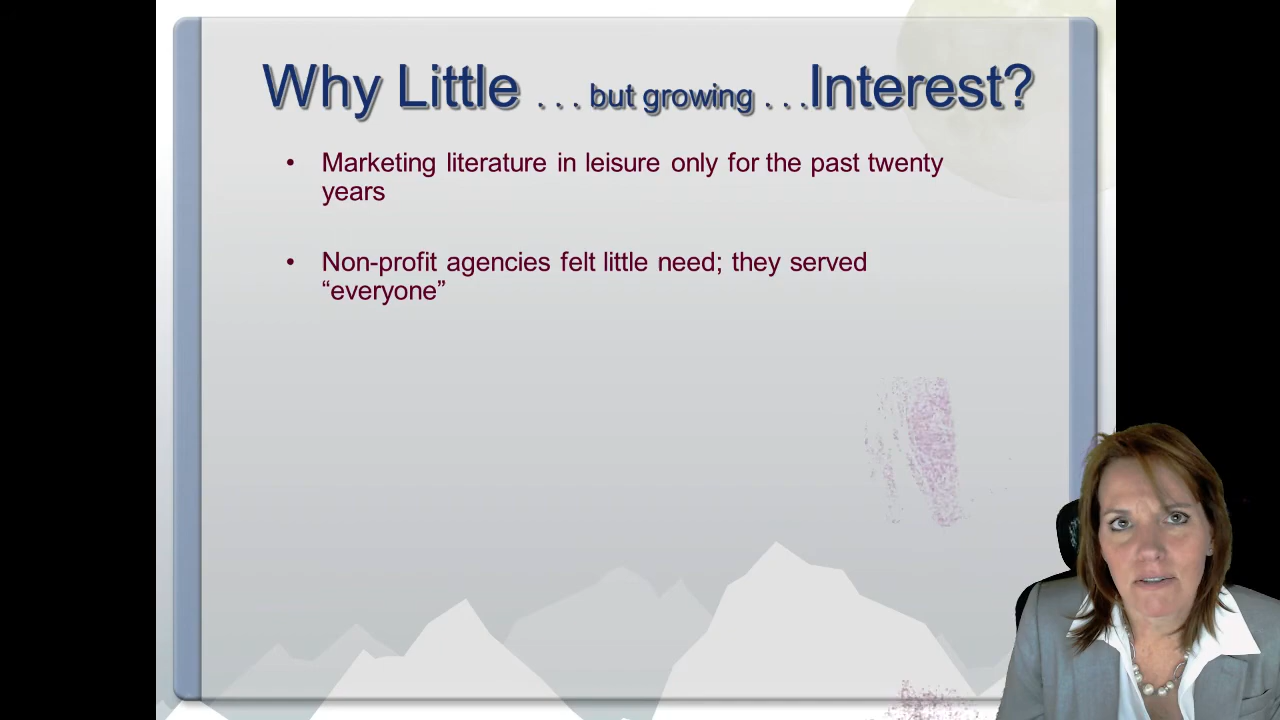 Why Little . . . but growing . . .Interest?
• Marketing literature in leisure only for the past twenty
years
• Non-profit agencies felt little need; they served
“everyone”